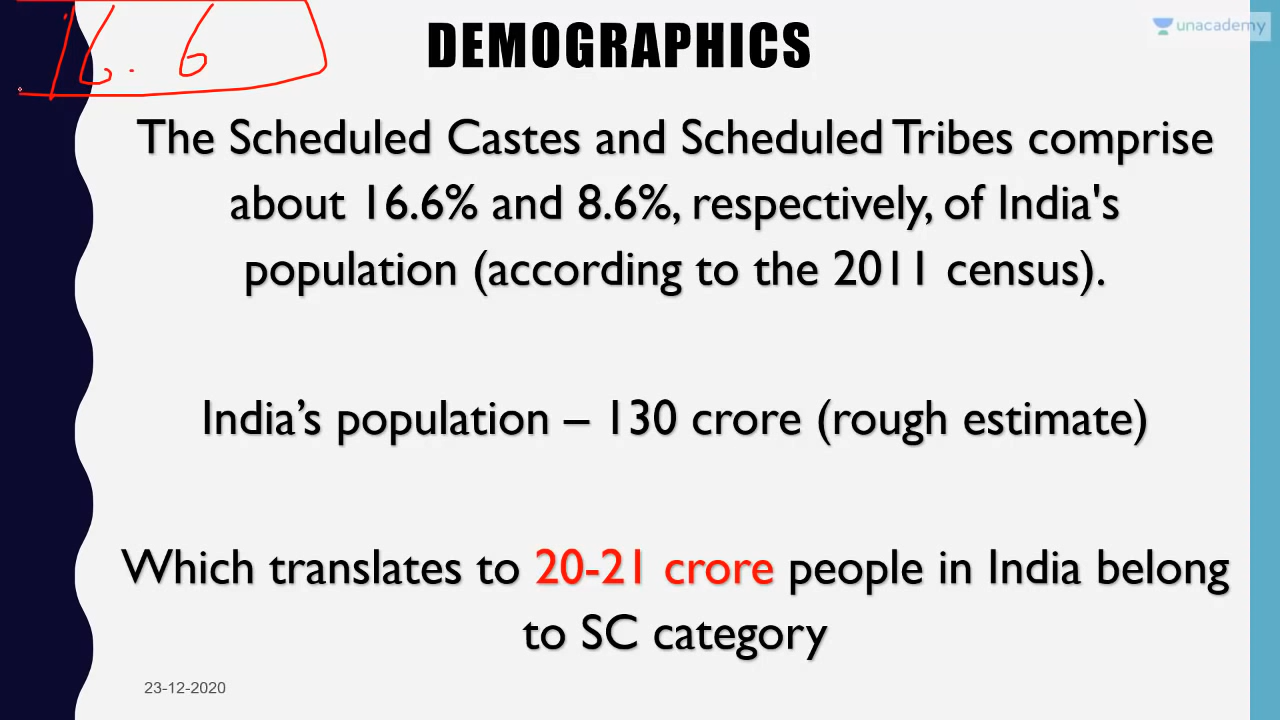 16.6
DEMOGRAPHICS
unacademy
The Scheduled Castes and Scheduled Tribes comprise
about 16.6% and 8.6%, respectively, of India's
population (according to the 2011 census).
India’s population – 130 crore (rough estimate)
Which translates to 20-21 crore people in India belong
to SC category
23-12-2020